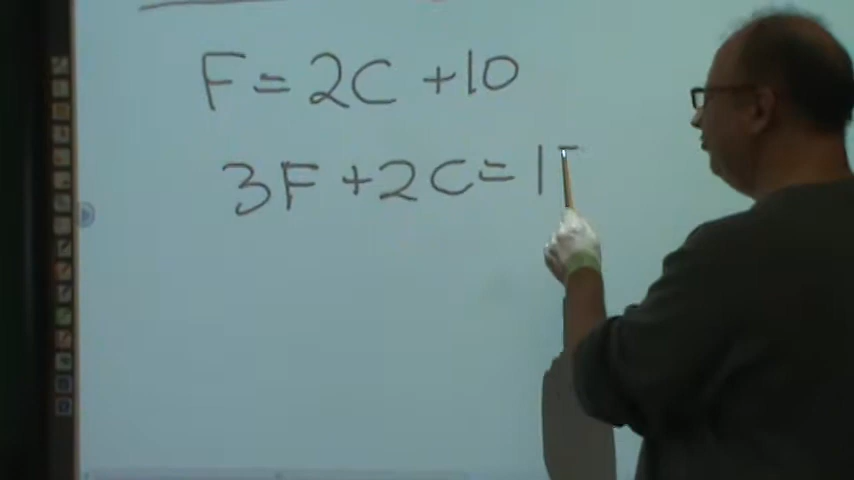 F = 2C + 10
3F + 2C = 1